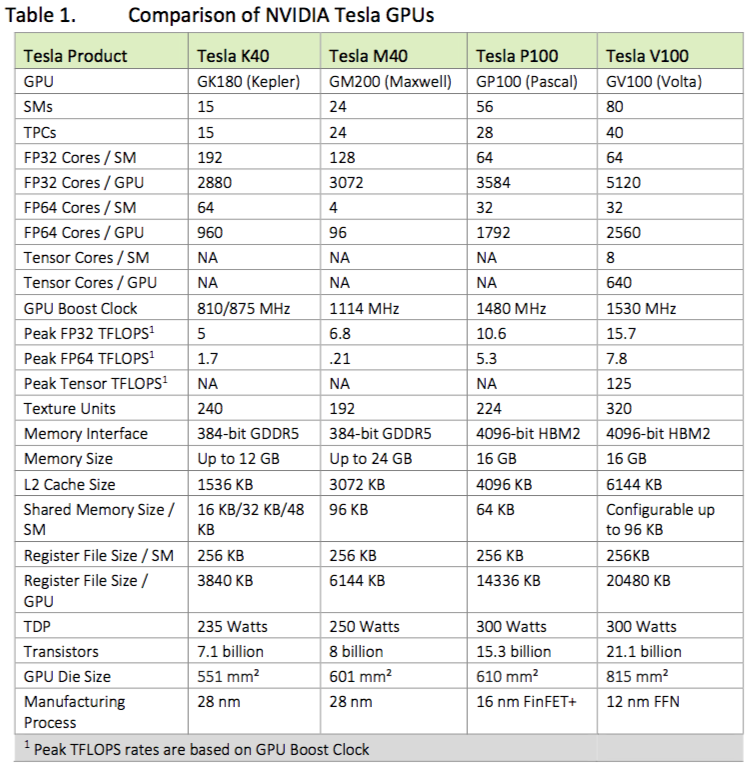 Table 1. Comparison of NVIDIA Tesla GPUs
Tesla Product Tesla K40 Tesla M40 Tesla P100 Tesla V100
GPU GK180 (Kepler) GM200 (Maxwell) GP100 (Pascal) GV100 (Volta)
SMs 15 24 56 80
TPCs 15 24 28 40
FP32 Cores / SM 192 128 64 64
FP32 Cores / GPU 2880 3072 3584 5120
FP64 Cores / SM 64 4 32 32
FP64 Cores / GPU 960 96 1792 2560
Tensor Cores / SM NA NA NA 8
Tensor Cores / GPU NA NA NA 640
GPU Boost Clock 810/875 MHz 1114 MHz 1480 MHz 1530 MHz
Peak FP32 TFLOPS¹ 5 6.8 10.6 15.7
Peak FP64 TFLOPS¹ 1.7 .21 5.3 7.8
Peak Tensor TFLOPS¹ NA NA NA 125
Texture Units 240 192 224 320
Memory Interface 384-bit GDDR5 384-bit GDDR5 4096-bit HBM2 4096-bit HBM2
Memory Size Up to 12 GB Up to 24 GB 16 GB 16 GB
L2 Cache Size 1536 KB 3072 KB 4096 KB 6144 KB
Shared Memory Size / 16 KB/32 KB/48 96 KB 64 KB Configurable up
SM KB to 96 KB
Register File Size / SM 256 KB 256 KB 256 KB 256KB
Register File Size / 3840 KB 6144 KB 14336 KB 20480 KB
GPU
TDP 235 Watts 250 Watts 300 Watts 300 Watts
Transistors 7.1 billion 8 billion 15.3 billion 21.1 billion
GPU Die Size 551 mm² 601 mm² 610 mm² 815 mm²
Manufacturing 28 nm 28 nm 16 nm FinFET+ 12 nm FFN
Process
¹ Peak TFLOPS rates are based on GPU Boost Clock